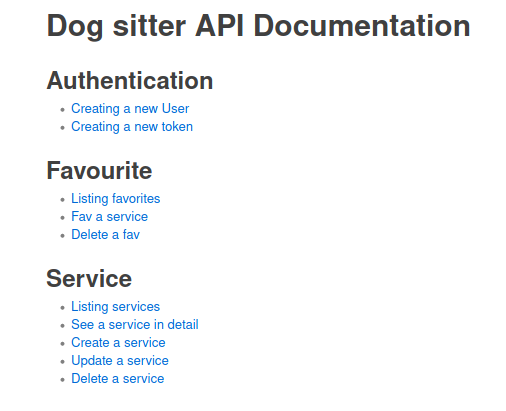 Dog sitter API Documentation
Authentication
Creating a new User
Creating a new token
Favourite
Listing favorites
Fav a service
Delete a fav
Service
Listing services
See a service in detail
Create a service
Update a service
Delete a service